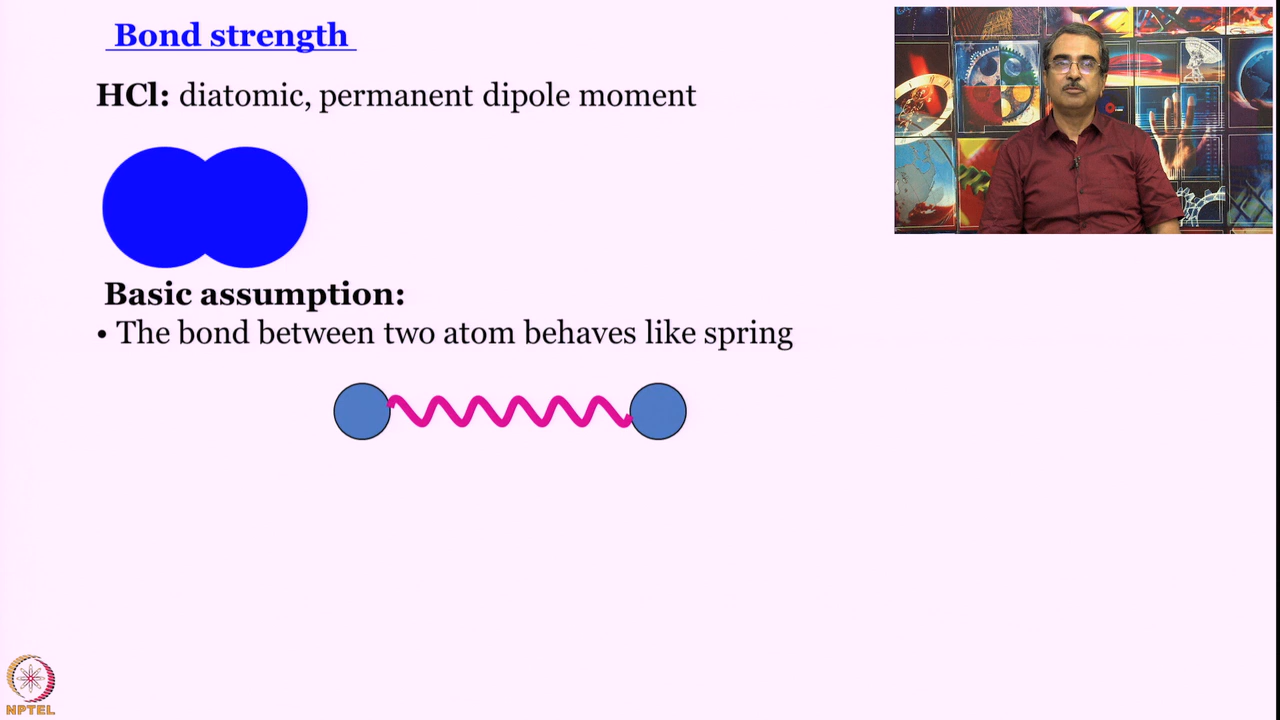 Bond strength
HCl: diatomic, permanent dipole moment
Basic assumption:
• The bond between two atom behaves like spring
NPTEL